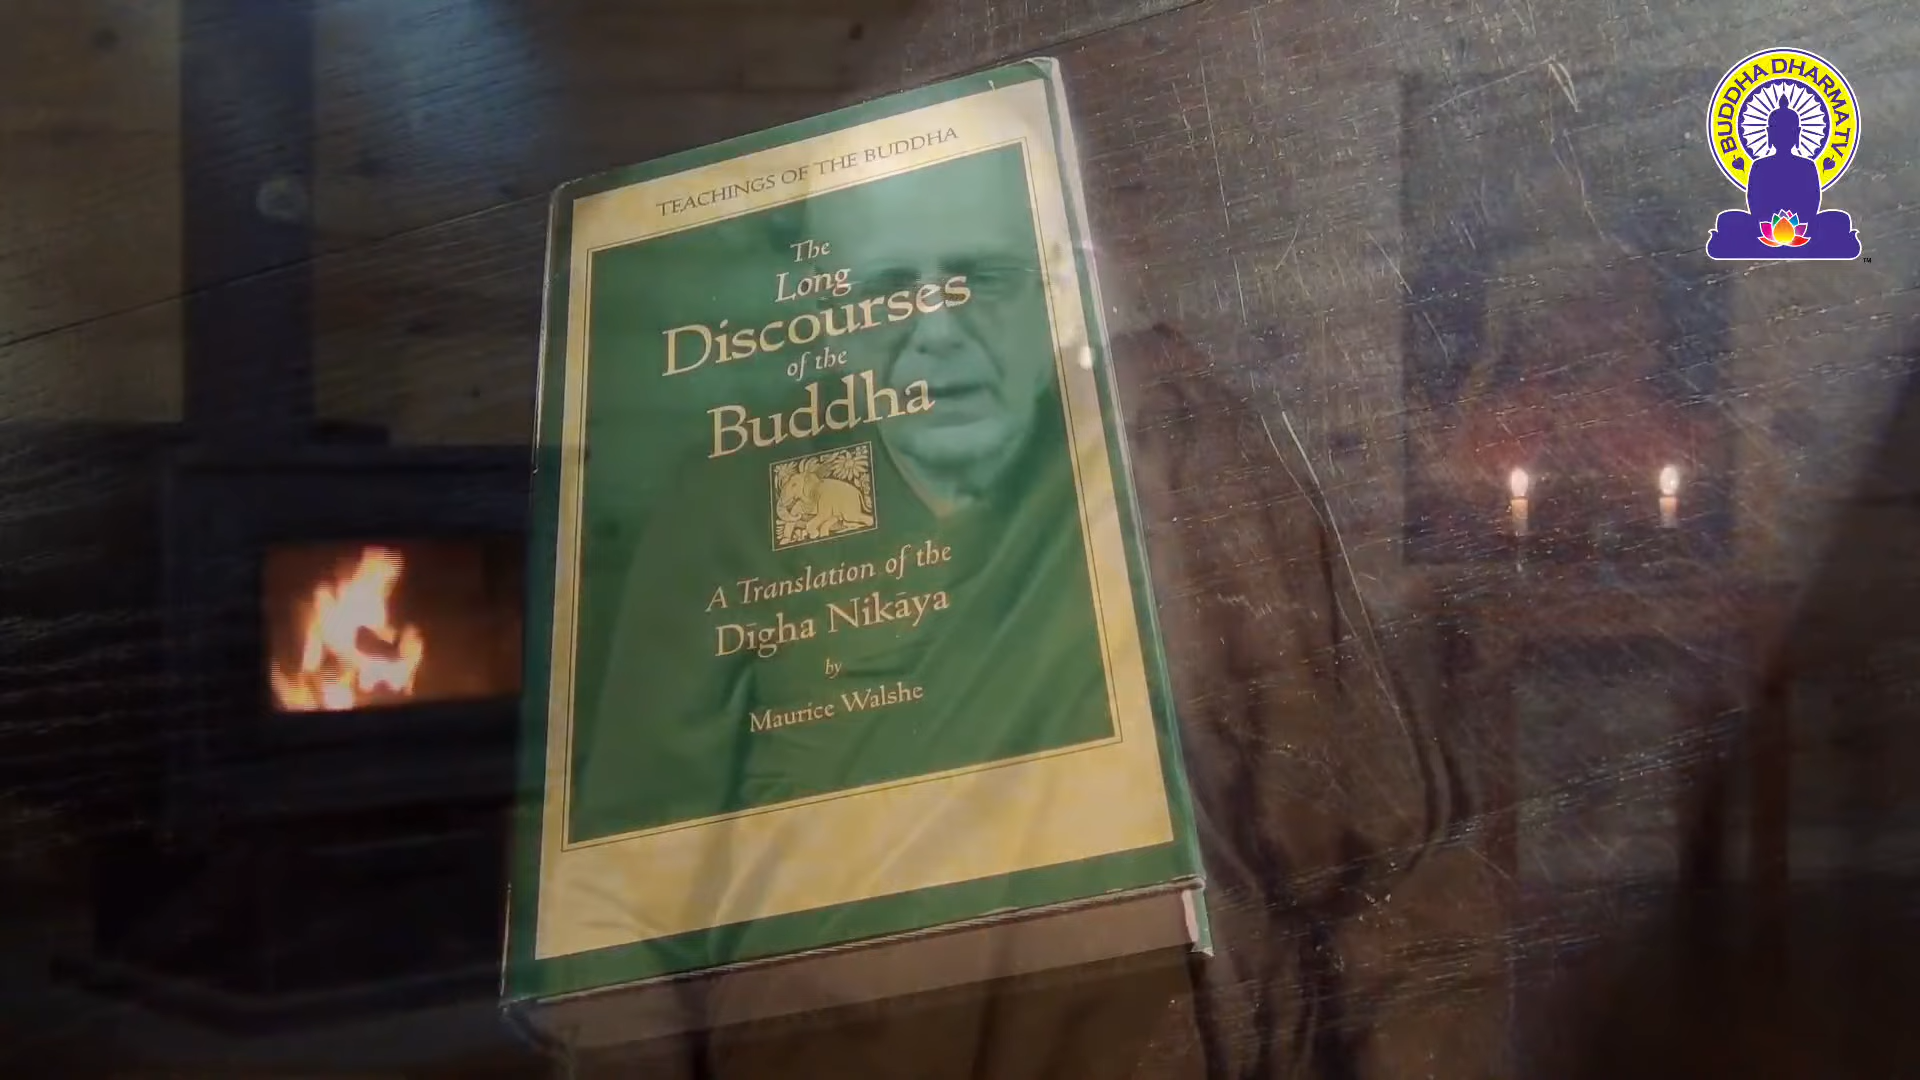 TEACHINGS OF THE BUDDHA
The
Long
Discourses
of the
Buddha
A Translation of the
Dīgha Nikāya
by
Maurice Walshe
BUDDHA DHARMA TV
TM